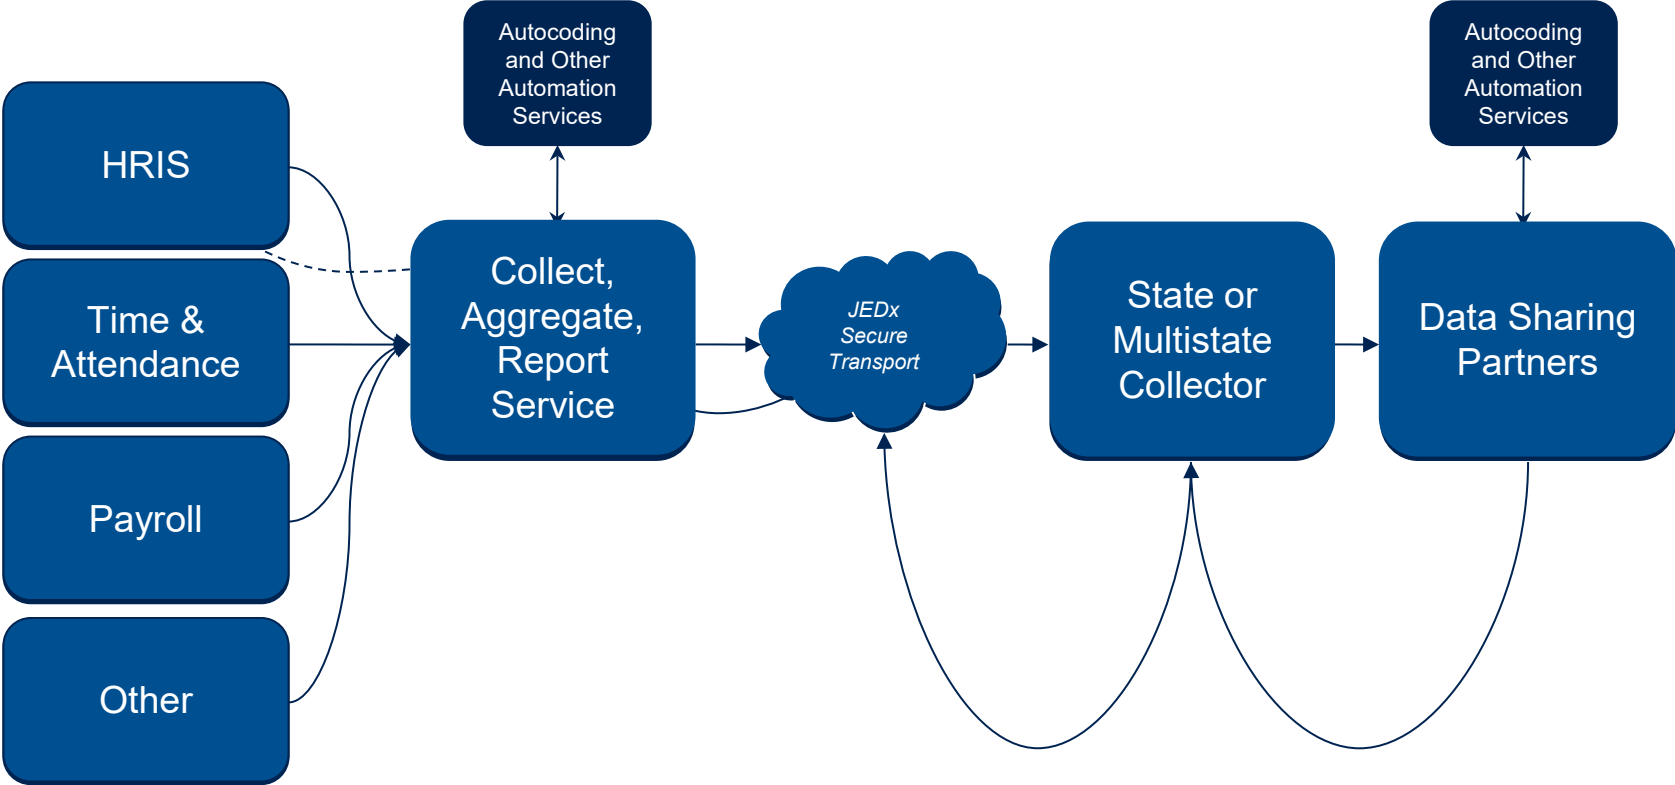 Autocoding
and Other
Automation
Services
Autocoding
and Other
Automation
Services
HRIS
Time &
Attendance
Payroll
Other
Collect,
Aggregate,
Report
Service
JEDx
Secure
Transport
State or
Multistate
Collector
Data Sharing
Partners